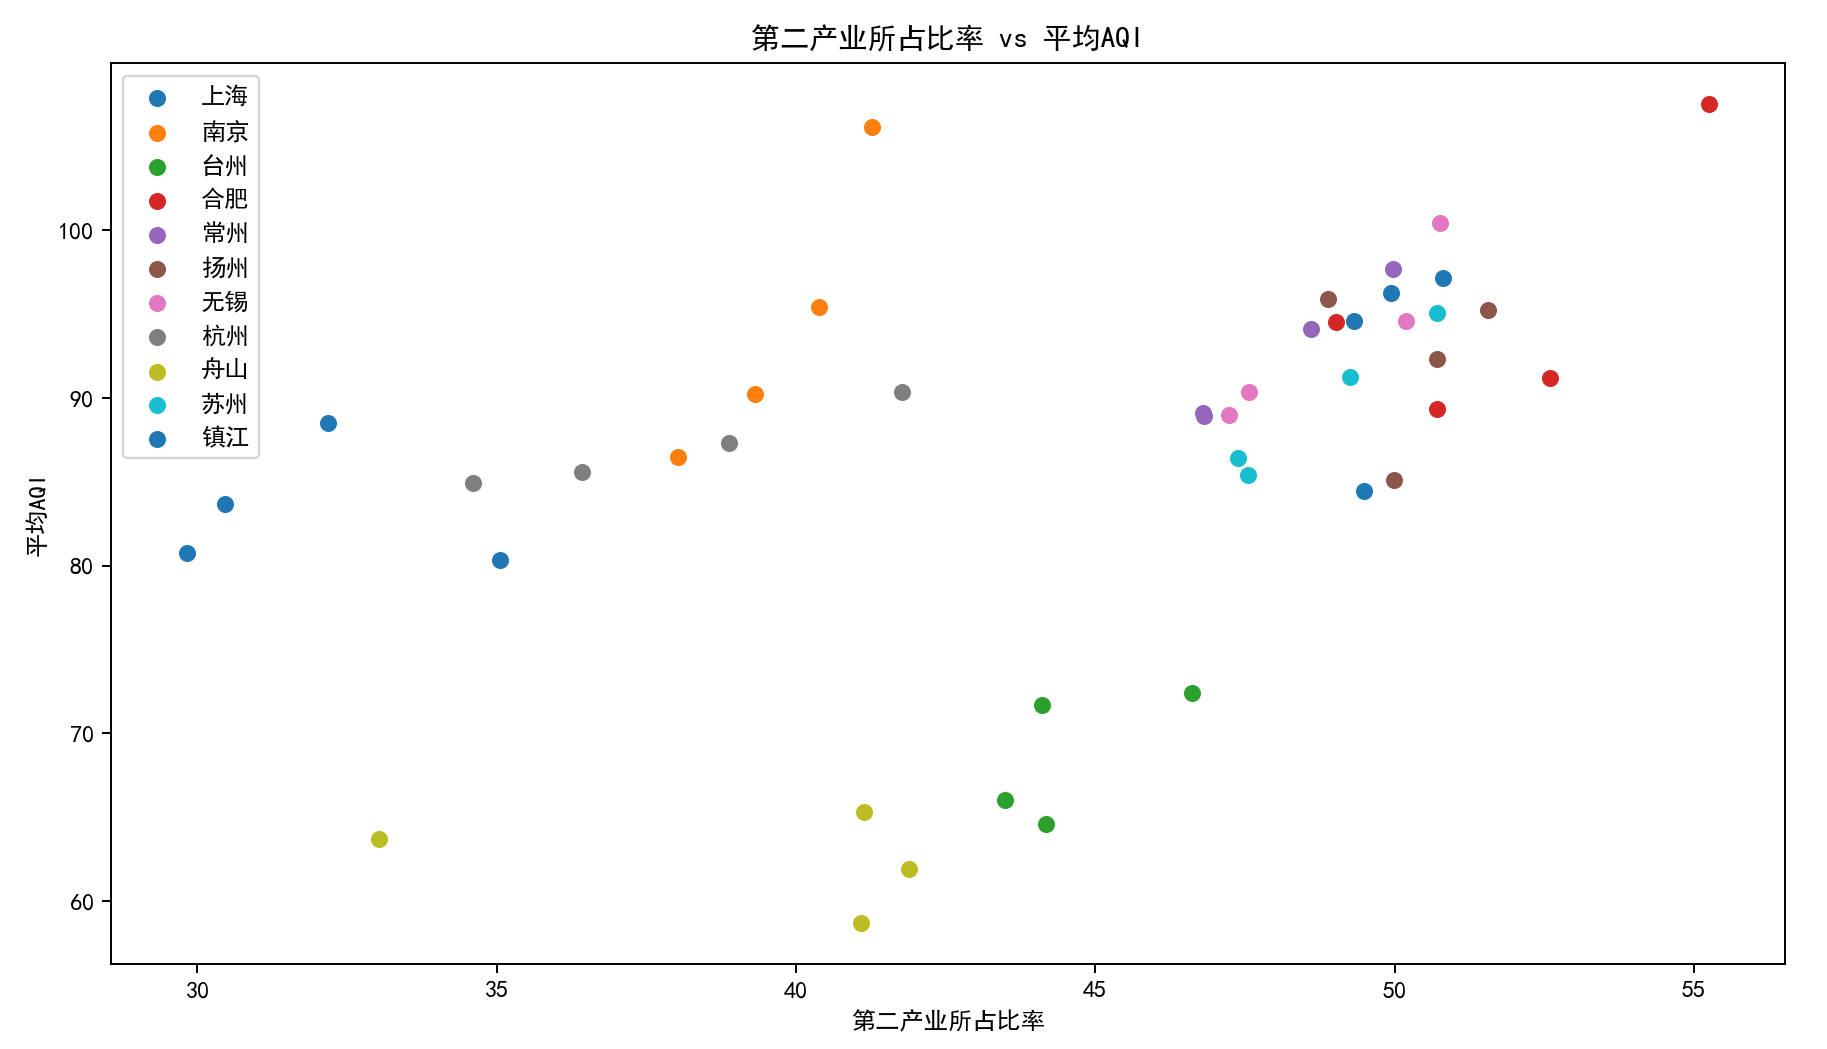 第二产业所占比率 vs 平均AQI
上海
南京
台州
合肥
常州
扬州
无锡
杭州
舟山
苏州
镇江
平均AQI
100
90
80
70
60
30
35
40
45
50
55
第二产业所占比率